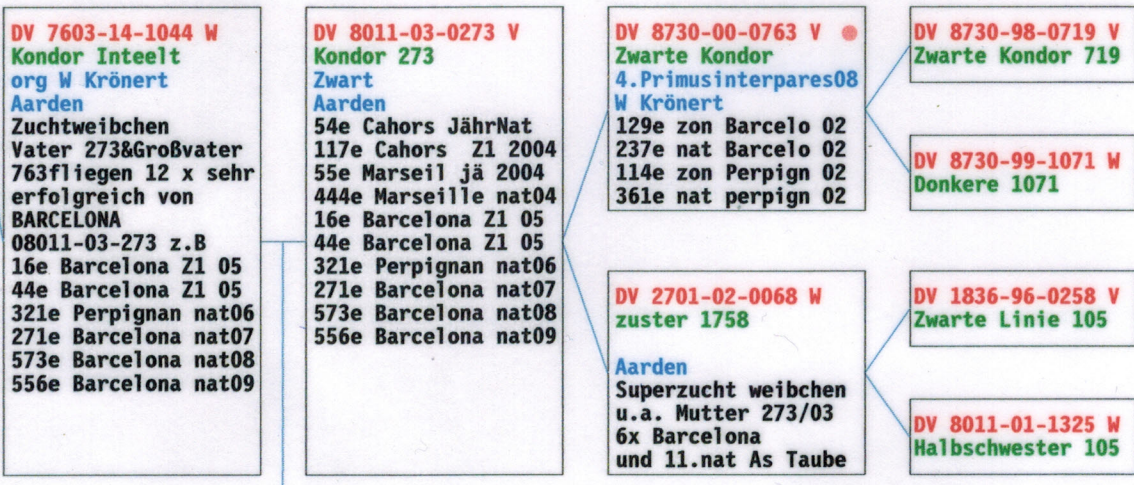 DV 7603-14-1044 W
Kondor Inteelt
org W Krönert
Aarden
Zuchtweibchen
Vater 273&Großvater
763fliegen 12 x sehr
erfolgreich von
BARCELONA
08011-03-273 z.B
16e Barcelona Z1 05
44e Barcelona Z1 05
321e Perpignan nat06
271e Barcelona nat07
573e Barcelona nat08
556e Barcelona nat09
DV 8011-03-0273 V
Kondor 273
Zwart
Aarden
54e Cahors JährNat
117e Cahors Z1 2004
55e Marseil jä 2004
444e Marseille nat04
16e Barcelona Z1 05
44e Barcelona Z1 05
321e Perpignan nat06
271e Barcelona nat07
573e Barcelona nat08
556e Barcelona nat09
DV 8730-00-0763 V
Zwarte Kondor
4.Primusinterpares08
W Krönert
129e zon Barcelo 02
237e nat Barcelo 02
114e zon Perpign 02
361e nat perpign 02
DV 2701-02-0068 W
zuster 1758
Aarden
Superzucht weibchen
u.a. Mutter 273/03
6x Barcelona
und 11.nat As Taube
DV 8730-98-0719 V
Zwarte Kondor 719
DV 8730-99-1071 W
Donkere 1071
DV 1836-96-0258 V
Zwarte Linie 105
DV 8011-01-1325 W
Halbschwester 105